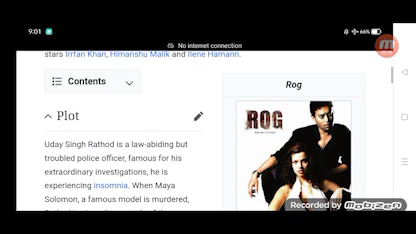 9:01
66%
No internet connection
stars Irrfan Khan, Himanshu Malik and Ilene Hamann.
Contents
Rog
Plot
ROG
Uday Singh Rathod is a law-abiding but
troubled police officer, famous for his
extraordinary investigations, he is
experiencing insomnia. When Maya
Solomon, a famous model is murdered,
Recorded by MOBIZEN